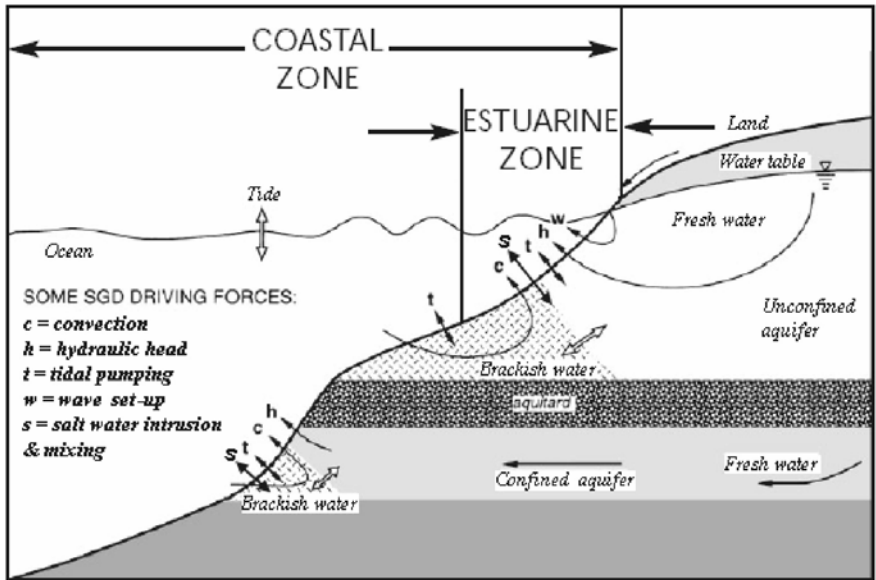 COASTAL
ZONE
ESTUARINE
ZONE
Land
Water table
Tide
Fresh water
Ocean
w
h
t
s
c
t
SOME SGD DRIVING FORCES:
c = convection
h = hydraulic head
t = tidal pumping
w = wave set-up
s = salt water intrusion
& mixing
Unconfined
aquifer
Brackish water
aquitard
h
c
t
s
Confined aquifer
Fresh water
Brackish water